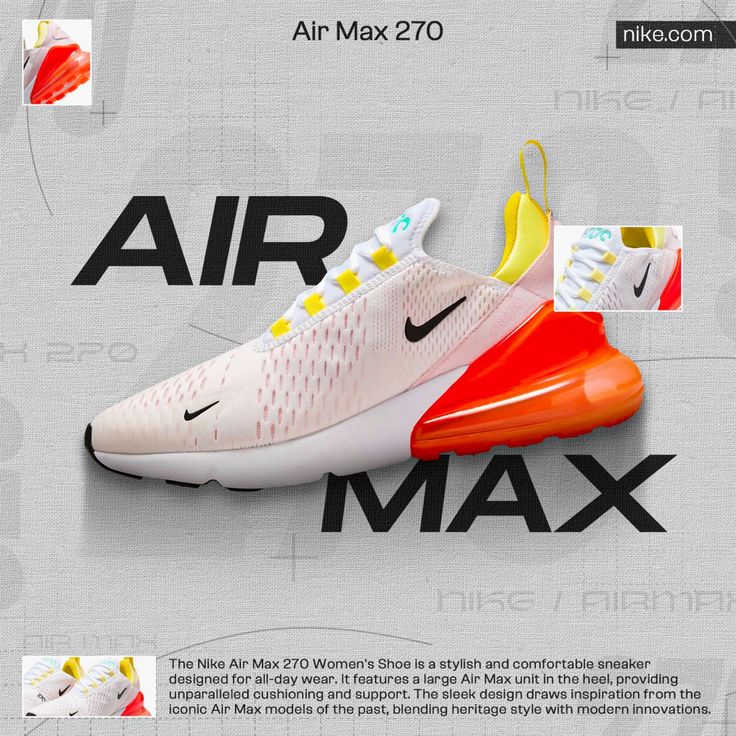 Air Max 270
nike.com
NIKE / AI
AIR
X 270
MAX
NIKE / AIRMAX
AIR MAX
The Nike Air Max 270 Women's Shoe is a stylish and comfortable sneaker
designed for all-day wear. It features a large Air Max unit in the heel, providing
unparalleled cushioning and support. The sleek design draws inspiration from the
iconic Air Max models of the past, blending heritage style with modern innovations.